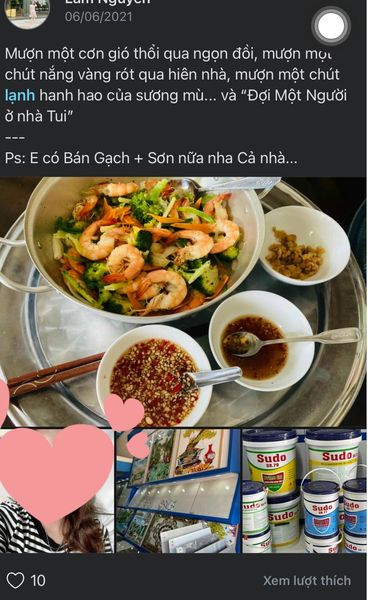 Lam Nguyen
06/06/2021
Mượn một cơn gió thổi qua ngọn đồi, mượn một
chút nắng vàng rót qua hiên nhà, mượn một chút
lạnh hanh hao của sương mù... và “Đợi Một Người
ở nhà Tui”
---
Ps: E có Bán Gạch + Sơn nữa nha Cả nhà...
Sudo
Sudo
Sudo
Sudo
10
Xem lượt thích